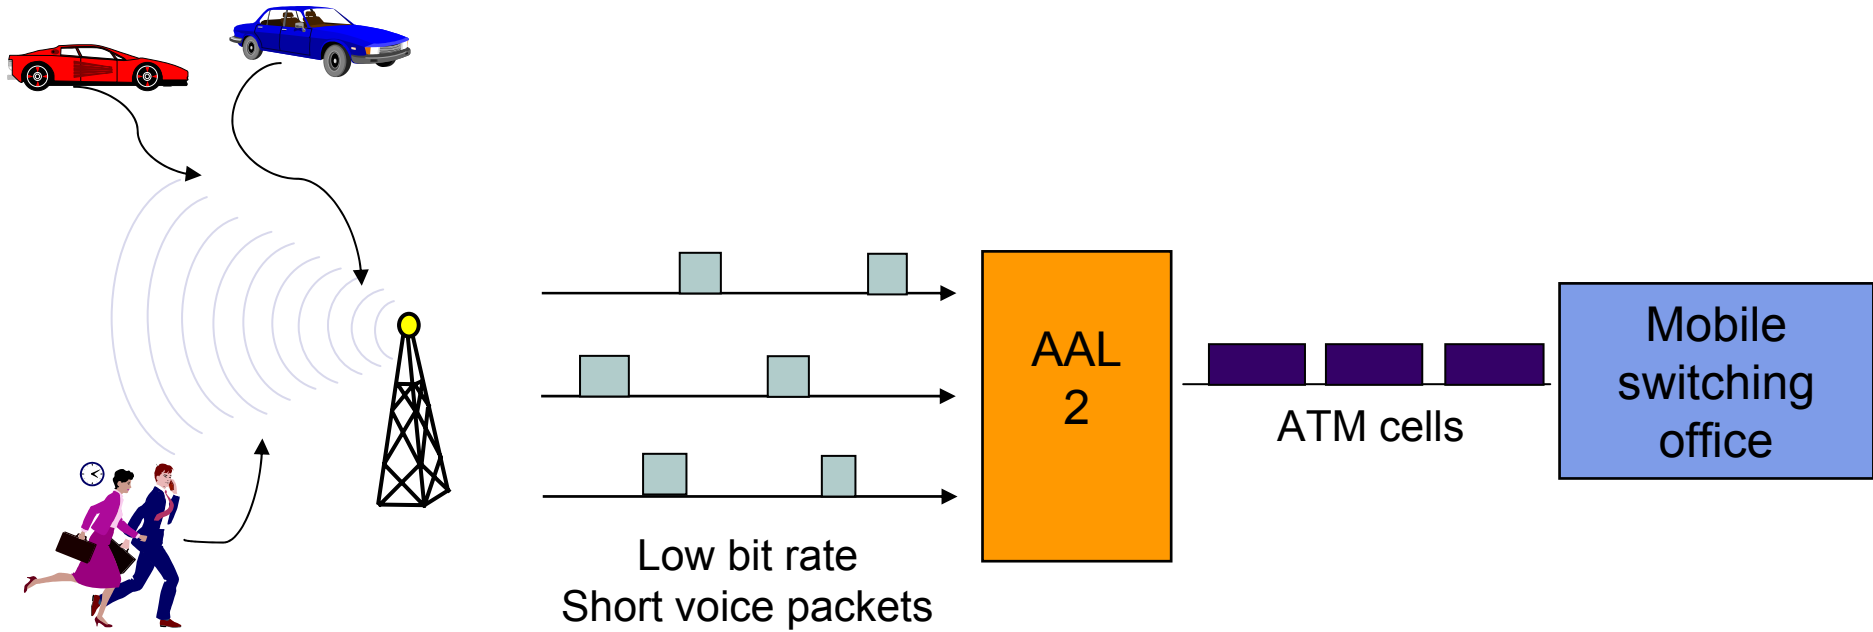 Low bit rate
Short voice packets
AAL
2
ATM cells
Mobile
switching
office